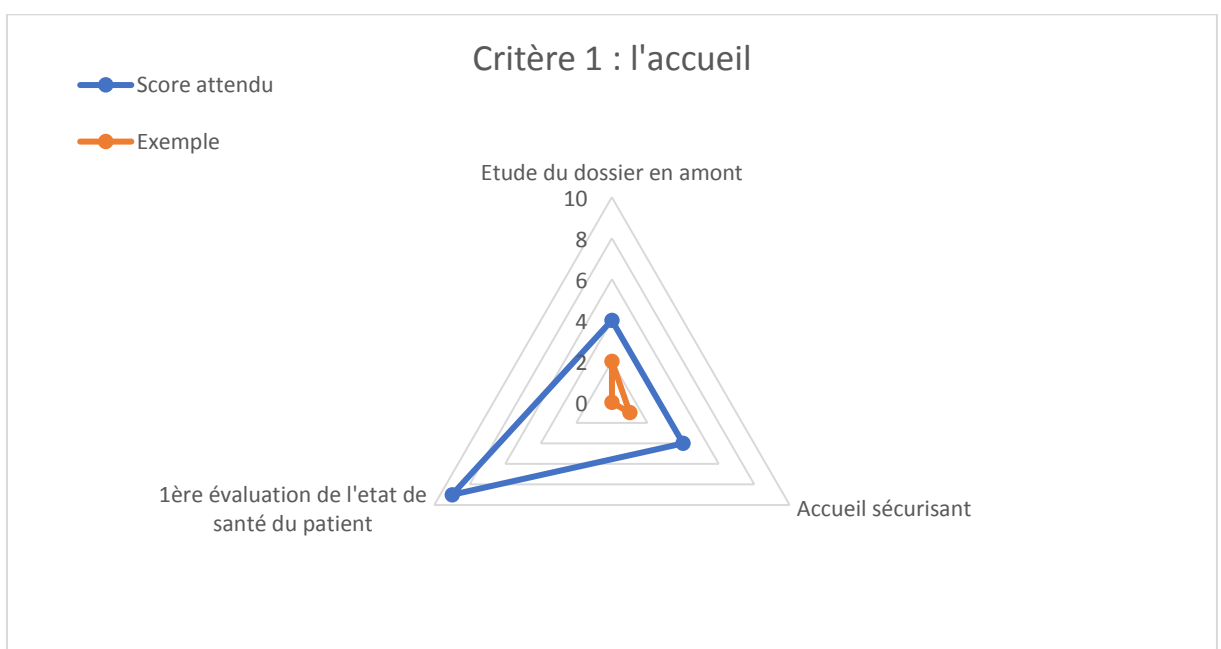 Critère 1 : l'accueil
Score attendu
Exemple
Etude du dossier en amont
10
8
6
4
2
0
1ère évaluation de l'etat de
santé du patient
Accueil sécurisant